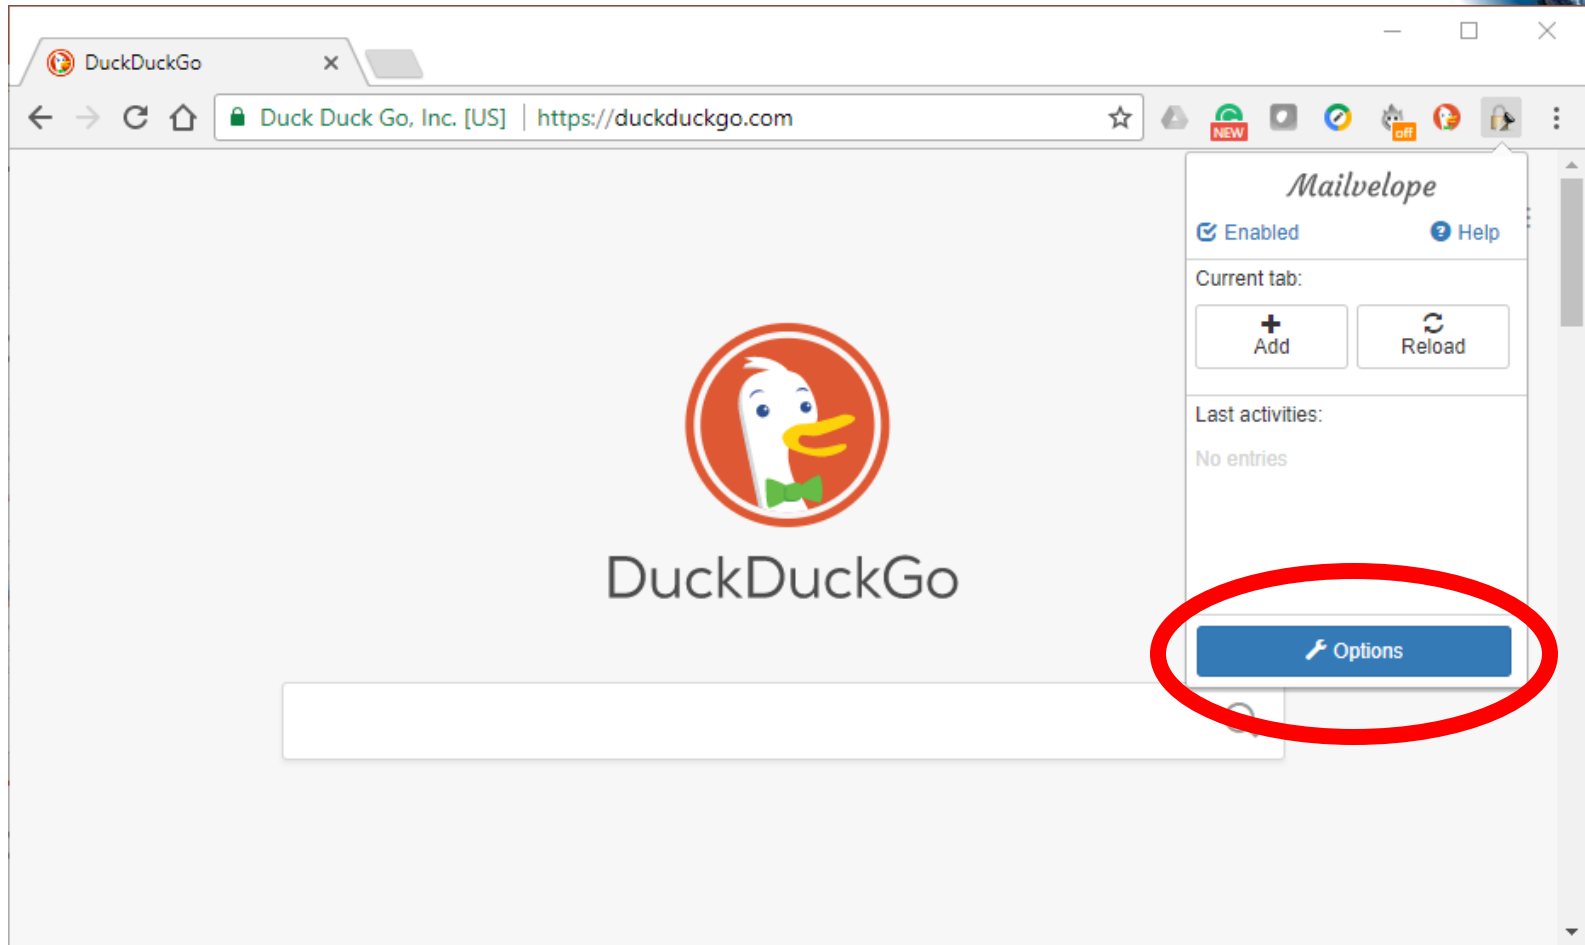 DuckDuckGo
Duck Duck Go, Inc. [US] https://duckduckgo.com
NEW
off
Mailvelope
Enabled Help
Current tab:
Add Reload
Last activities:
No entries
Options
DuckDuckGo